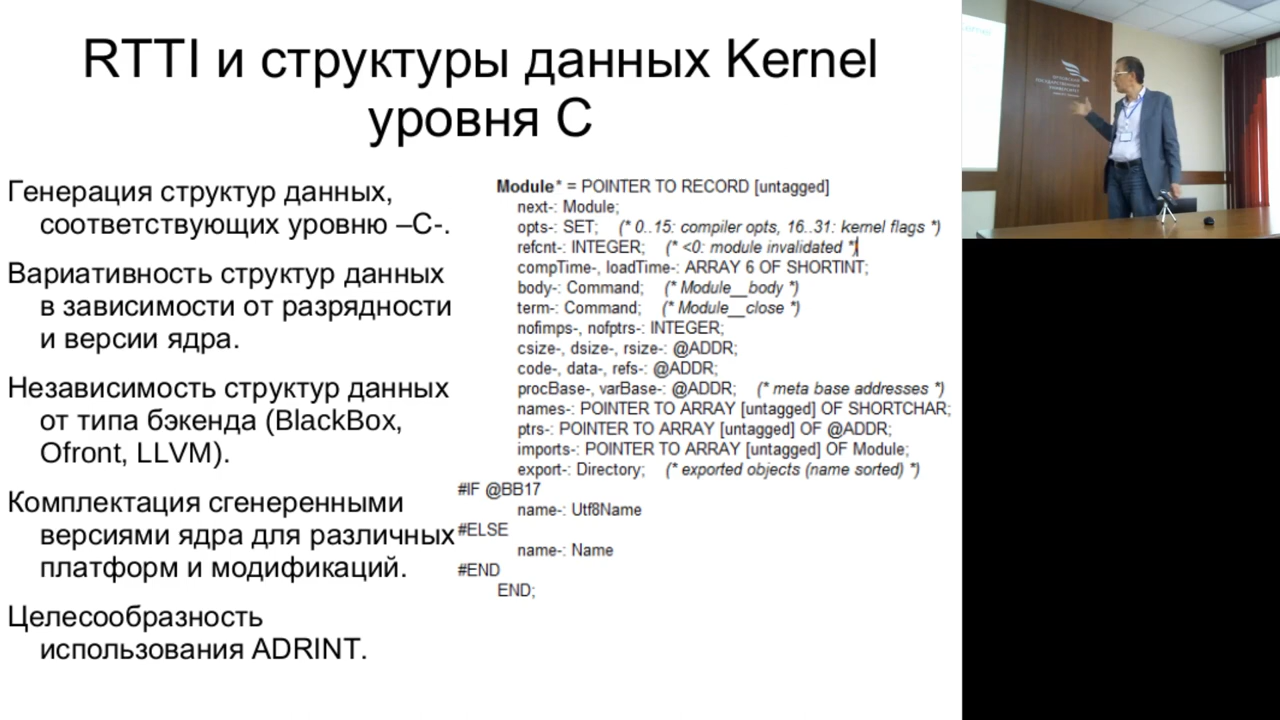 RTTI и структуры данных Kernel
уровня С
Генерация структур данных,
соответствующих уровню –С-.
Вариативность структур данных
в зависимости от разрядности
и версии ядра.
Независимость структур данных
от типа бэкенда (BlackBox,
Ofront, LLVM).
Комплектация сгенеренными
версиями ядра для различных
платформ и модификаций.
Целесообразность
использования ADRINT.
Module* = POINTER TO RECORD [untagged]
next-: Module;
opts-: SET; (* 0..15: compiler opts, 16..31: kernel flags *)
refcnt-: INTEGER; (* <0: module invalidated *)
compTime-, loadTime-: ARRAY 6 OF SHORTINT;
body-: Command; (* Module__body *)
term-: Command; (* Module__close *)
nofimps-, nofptrs-: INTEGER;
csize-, dsize-, rsize-: @ADDR;
code-, data-, refs-: @ADDR;
procBase-, varBase-: @ADDR; (* meta base addresses *)
names-: POINTER TO ARRAY [untagged] OF SHORTCHAR;
ptrs-: POINTER TO ARRAY [untagged] OF @ADDR;
imports-: POINTER TO ARRAY [untagged] OF Module;
export-: Directory; (* exported objects (name sorted) *)
#IF @BB17
name-: Utf8Name
#ELSE
name-: Name
#END
END;